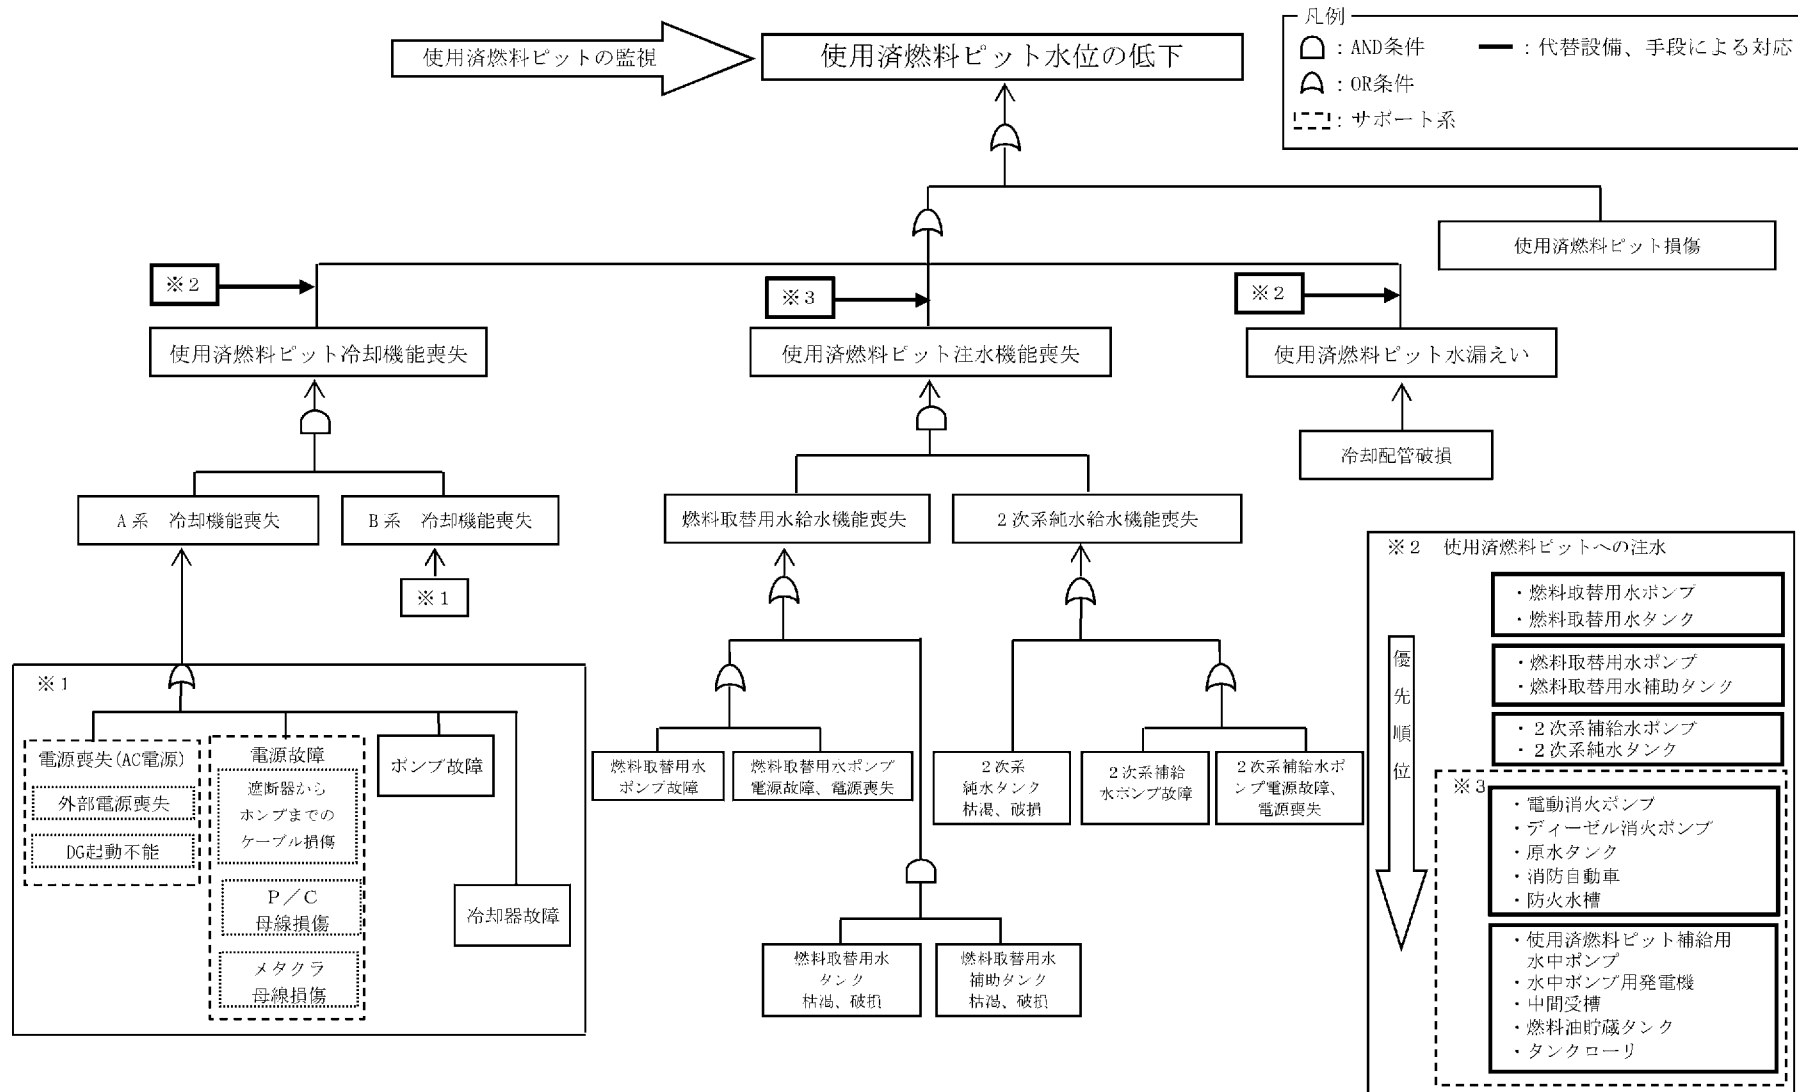 使用済燃料ピットの監視
使用済燃料ピット水位の低下
凡例
：AND条件
：代替設備、手段による対応
：OR条件
：サポート系
使用済燃料ピット損傷
※2
※3
※2
使用済燃料ピット冷却機能喪失
使用済燃料ピット注水機能喪失
使用済燃料ピット水漏えい
冷却配管破損
A系　冷却機能喪失
B系　冷却機能喪失
燃料取替用水給水機能喪失
2次系純水給水機能喪失
※1
※1
電源喪失(AC電源)
外部電源喪失
DG起動不能
電源故障
遮断器から
ポンプまでの
ケーブル損傷
P／C
母線損傷
メタクラ
母線損傷
ポンプ故障
冷却器故障
燃料取替用水
ポンプ故障
燃料取替用水ポンプ
電源故障、電源喪失
2次系
純水タンク
枯渇、破損
2次系補給
水ポンプ故障
2次系補給水ポ
ンプ電源故障、
電源喪失
燃料取替用水
タンク
枯渇、破損
燃料取替用水
補助タンク
枯渇、破損
※2　使用済燃料ピットへの注水
優先順位
・燃料取替用水ポンプ
・燃料取替用水タンク
・燃料取替用水ポンプ
・燃料取替用水補助タンク
・2次系補給水ポンプ
・2次系純水タンク
※3
・電動消火ポンプ
・ディーゼル消火ポンプ
・原水タンク
・消防自動車
・防火水槽
・使用済燃料ピット補給用
水中ポンプ
・水中ポンプ用発電機
・中間受槽
・燃料油貯蔵タンク
・タンクローリ